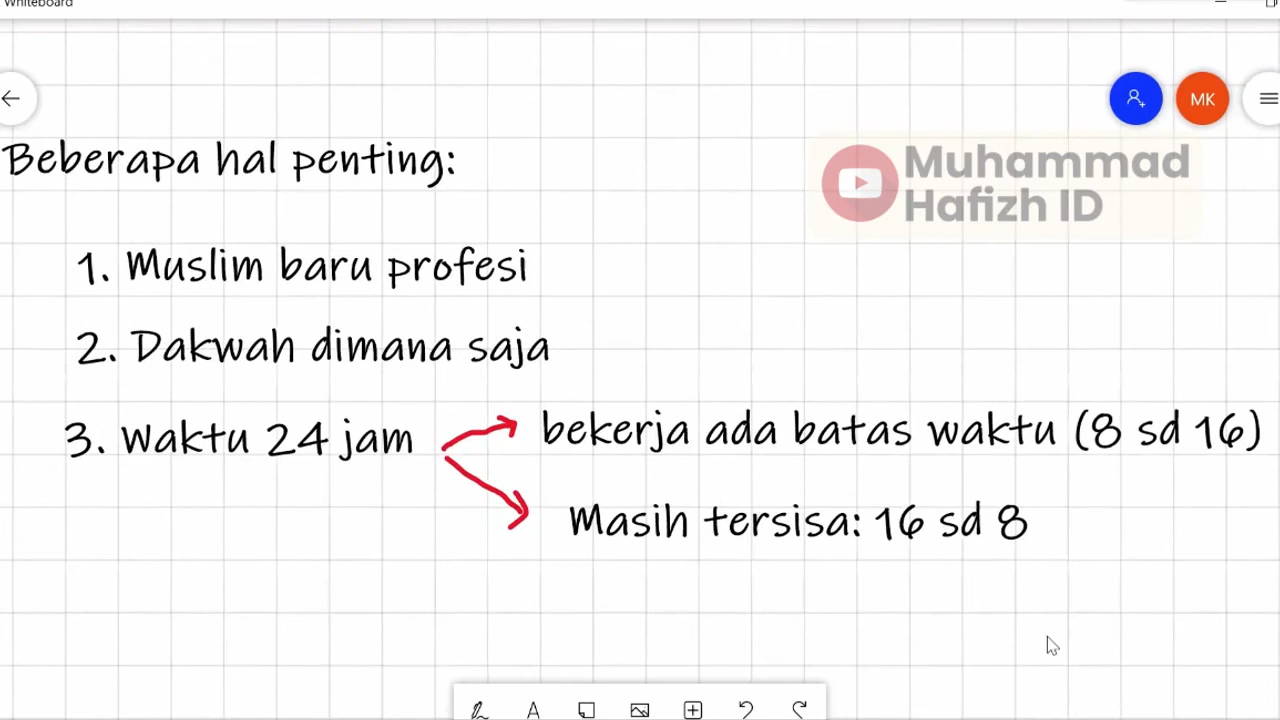 Whiteboard
MK
Muhammad
Hafizh ID
Beberapa hal penting:
1. Muslim baru profesi
2. Dakwah dimana saja
3. Waktu 24 jam
bekerja ada batas waktu (8 sd 16)
Masih tersisa: 16 sd 8